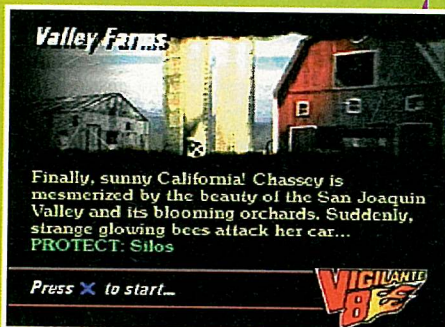 Valley Farms
Finally, sunny California! Chassey is
mesmerized by the beauty of the San Joaquin
Valley and its blooming orchards. Suddenly,
strange glowing bees attack her car...
PROTECT: Silos
Press X to start...
VIGILANTE
8